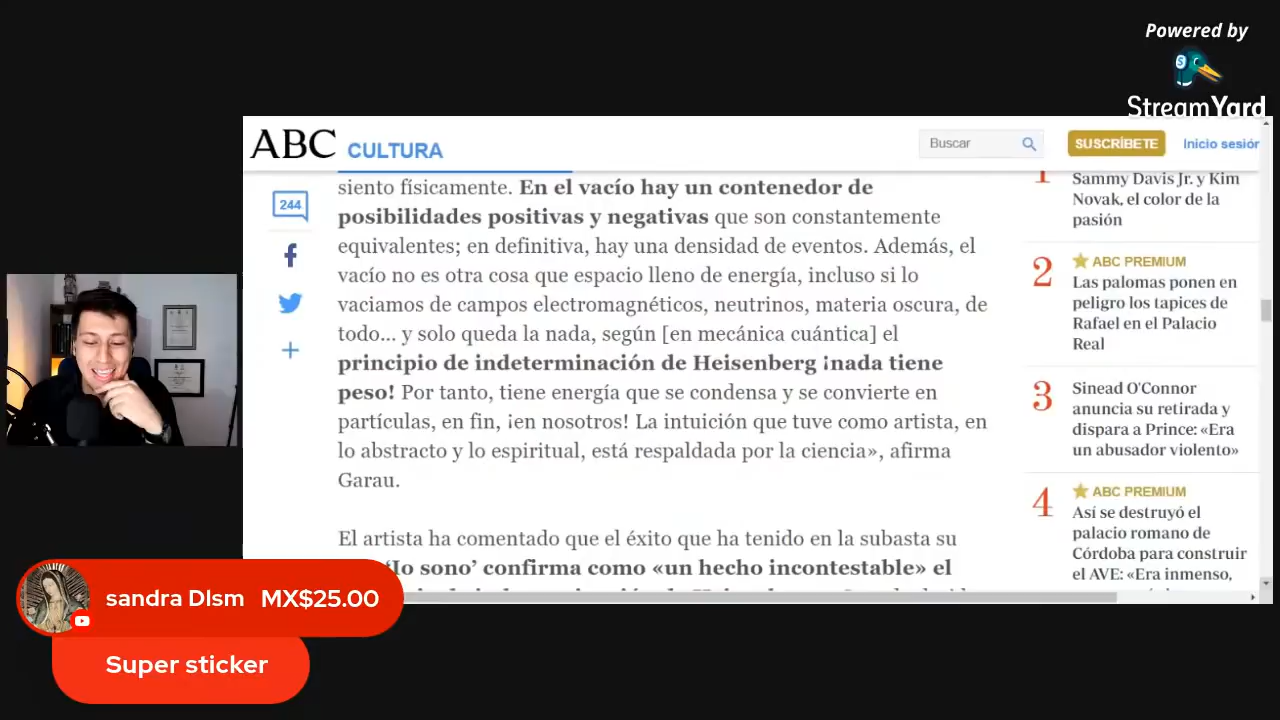 Powered by
StreamYard
ABC CULTURA
Buscar
SUSCRÍBETE
Inicio sesión
244
siento físicamente. En el vacío hay un contenedor de
posibilidades positivas y negativas que son constantemente
equivalentes; en definitiva, hay una densidad de eventos. Además, el
vacío no es otra cosa que espacio lleno de energía, incluso si lo
vaciamos de campos electromagnéticos, neutrinos, materia oscura, de
todo... y solo queda la nada, según [en mecánica cuántica] el
principio de indeterminación de Heisenberg ¡nada tiene
peso! Por tanto, tiene energía que se condensa y se convierte en
partículas, en fin, ¡en nosotros! La intuición que tuve como artista, en
lo abstracto y lo espiritual, está respaldada por la ciencia», afirma
Garau.
El artista ha comentado que el éxito que ha tenido en la subasta su
‘Io sono’ confirma como «un hecho incontestable» el
1
Sammy Davis Jr. y Kim
Novak, el color de la
pasión
2
ABC PREMIUM
Las palomas ponen en
peligro los tapices de
Rafael en el Palacio
Real
3
Sinead O'Connor
anuncia su retirada y
dispara a Prince: «Era
un abusador violento»
4
ABC PREMIUM
Así se destruyó el
palacio romano de
Córdoba para construir
el AVE: «Era inmenso,
sandra Dlsm MX$25.00
Super sticker